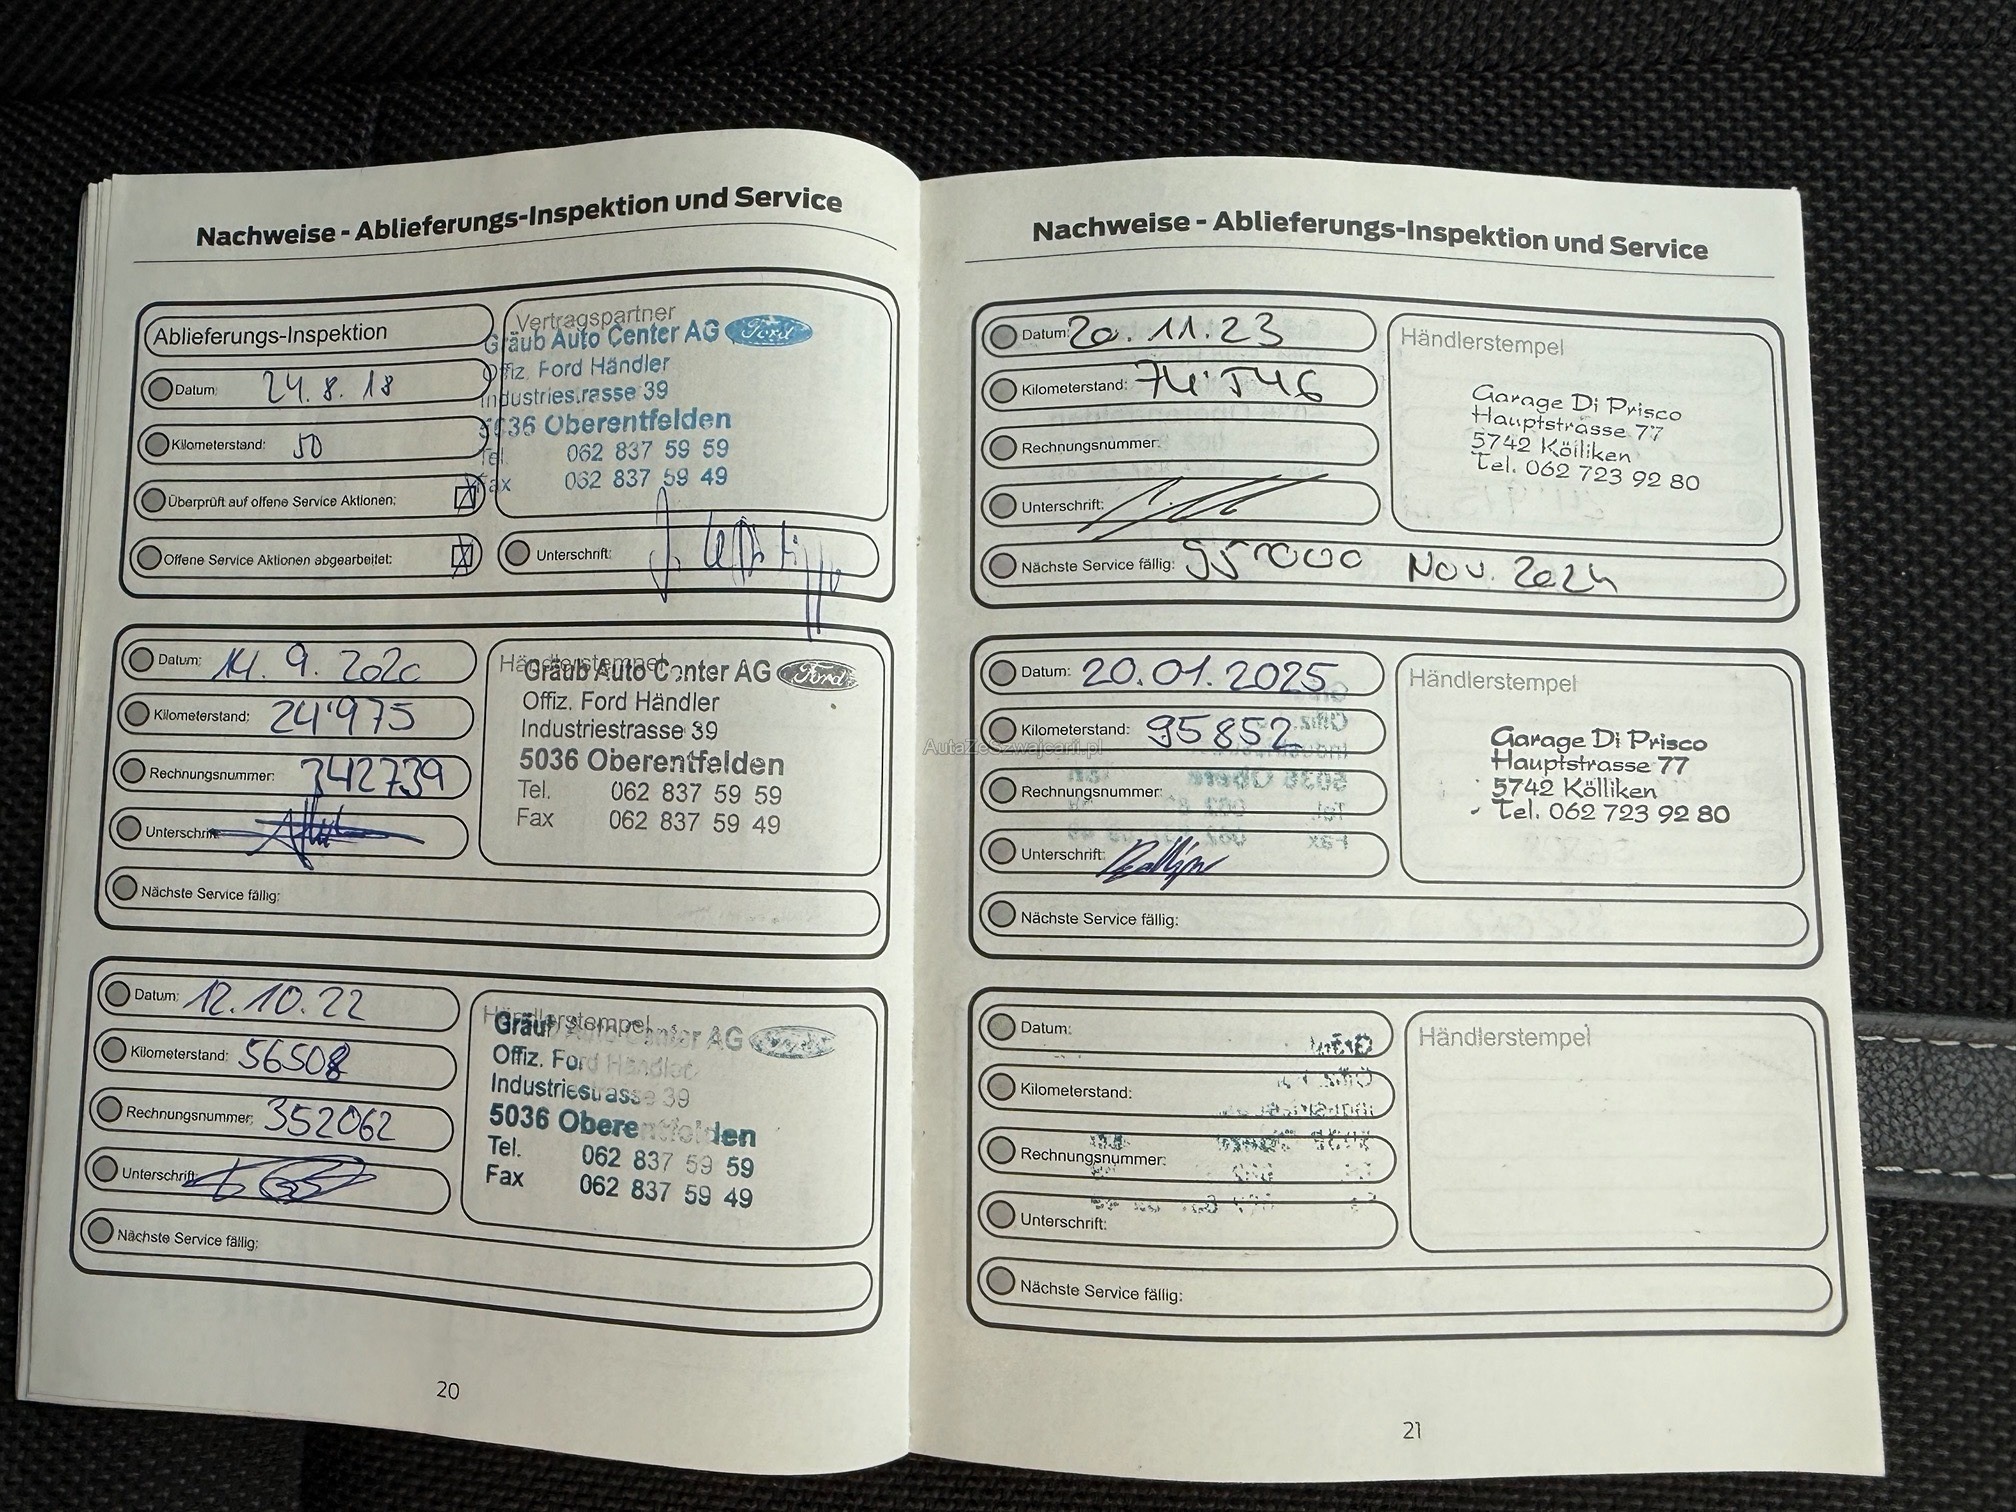 Nachweise - Ablieferungs-Inspektion und Service
Ablieferungs-Inspektion
Datum: 24.8.18
Kilometerstand: 50
Überprüft auf offene Service Aktionen:
Offene Service Aktionen abgearbeitet:
Vertragspartner
Gräub Auto Center AG Ford
Offiz. Ford Händler
Industriestrasse 39
5036 Oberentfelden
Tel. 062 837 59 59
Fax 062 837 59 49
Unterschrift:
Datum: 14.9.2020
Kilometerstand: 24'975
Rechnungsnummer: 342739
Unterschrift:
Nächste Service fällig:
Händlerstempel
Gräub Auto Center AG Ford
Offiz. Ford Händler
Industriestrasse 39
5036 Oberentfelden
Tel. 062 837 59 59
Fax 062 837 59 49
Datum: 12.10.22
Kilometerstand: 56508
Rechnungsnummer: 352062
Unterschrift:
Nächste Service fällig:
Händlerstempel
Gräub Auto Center AG Ford
Offiz. Ford Händler
Industriestrasse 39
5036 Oberentfelden
Tel. 062 837 59 59
Fax 062 837 59 49
20
Nachweise - Ablieferungs-Inspektion und Service
Datum: 20.11.23
Kilometerstand: 74'546
Rechnungsnummer:
Unterschrift:
Nächste Service fällig: 95'000 Nov. 2024
Händlerstempel
Garage Di Prisco
Hauptstrasse 77
5742 Kölliken
Tel. 062 723 92 80
Datum: 20.01.2025
Kilometerstand: 95852
Rechnungsnummer:
Unterschrift:
Nächste Service fällig:
Händlerstempel
Garage Di Prisco
Hauptstrasse 77
5742 Kölliken
Tel. 062 723 92 80
AutaZeSzwajcarii.pl
Datum:
Kilometerstand:
Rechnungsnummer:
Unterschrift:
Nächste Service fällig:
Händlerstempel
21